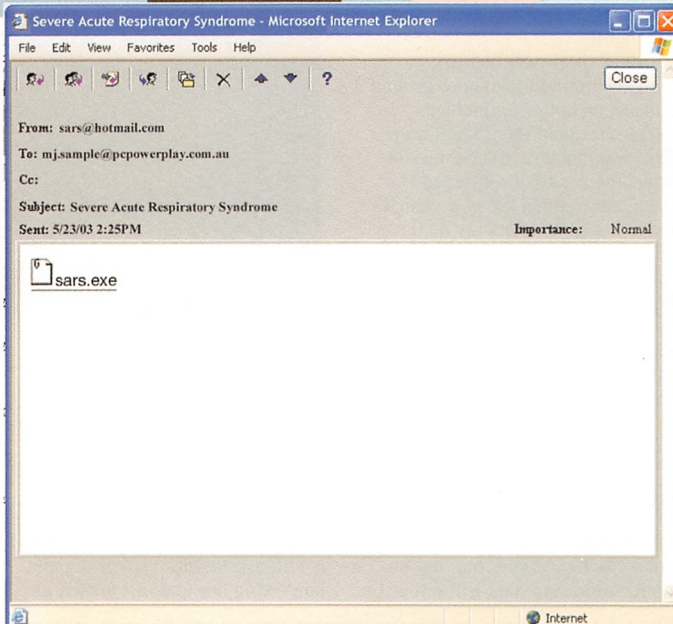 Severe Acute Respiratory Syndrome - Microsoft Internet Explorer
File Edit View Favorites Tools Help
? Close
From: sars@hotmail.com
To: mj.sample@pcpowerplay.com.au
Cc:
Subject: Severe Acute Respiratory Syndrome
Sent: 5/23/03 2:25PM Importance: Normal
sars.exe
Internet